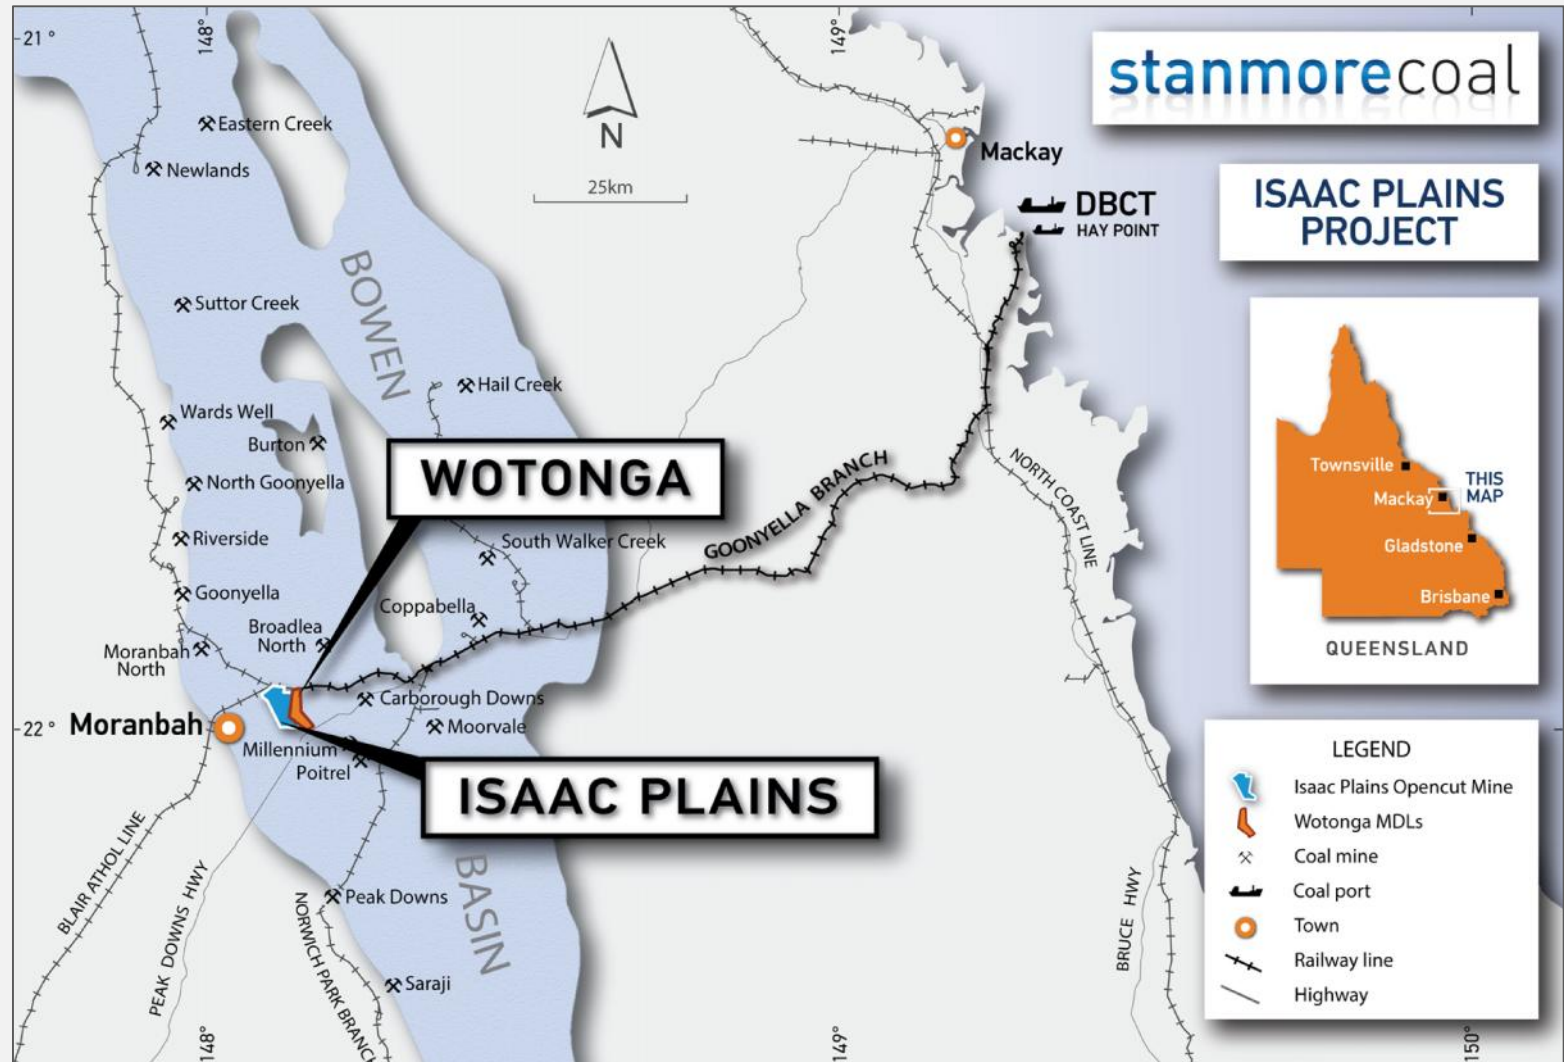 21°
148°
149°
stanmorecoal
Eastern Creek
Newlands
N
25km
Mackay
DBCT
HAY POINT
ISAAC PLAINS
PROJECT
BOWEN
Suttor Creek
Hail Creek
Wards Well
Burton
North Goonyella
WOTONGA
GOONYELLA BRANCH
NORTH COAST LINE
Townsville
THIS
MAP
Mackay
Gladstone
Brisbane
QUEENSLAND
Riverside
South Walker Creek
Goonyella
Coppabella
Broadlea
North
Moranbah
North
Carborough Downs
22°
Moranbah
Moorvale
Millennium
Poitrel
ISAAC PLAINS
LEGEND
Isaac Plains Opencut Mine
Wotonga MDLs
Coal mine
Coal port
Town
Railway line
Highway
BLAIR ATHOL LINE
PEAK DOWNS HWY
NORWICH PARK BRANCH
Peak Downs
BASIN
Saraji
BRUCE HWY
148°
149°
150°